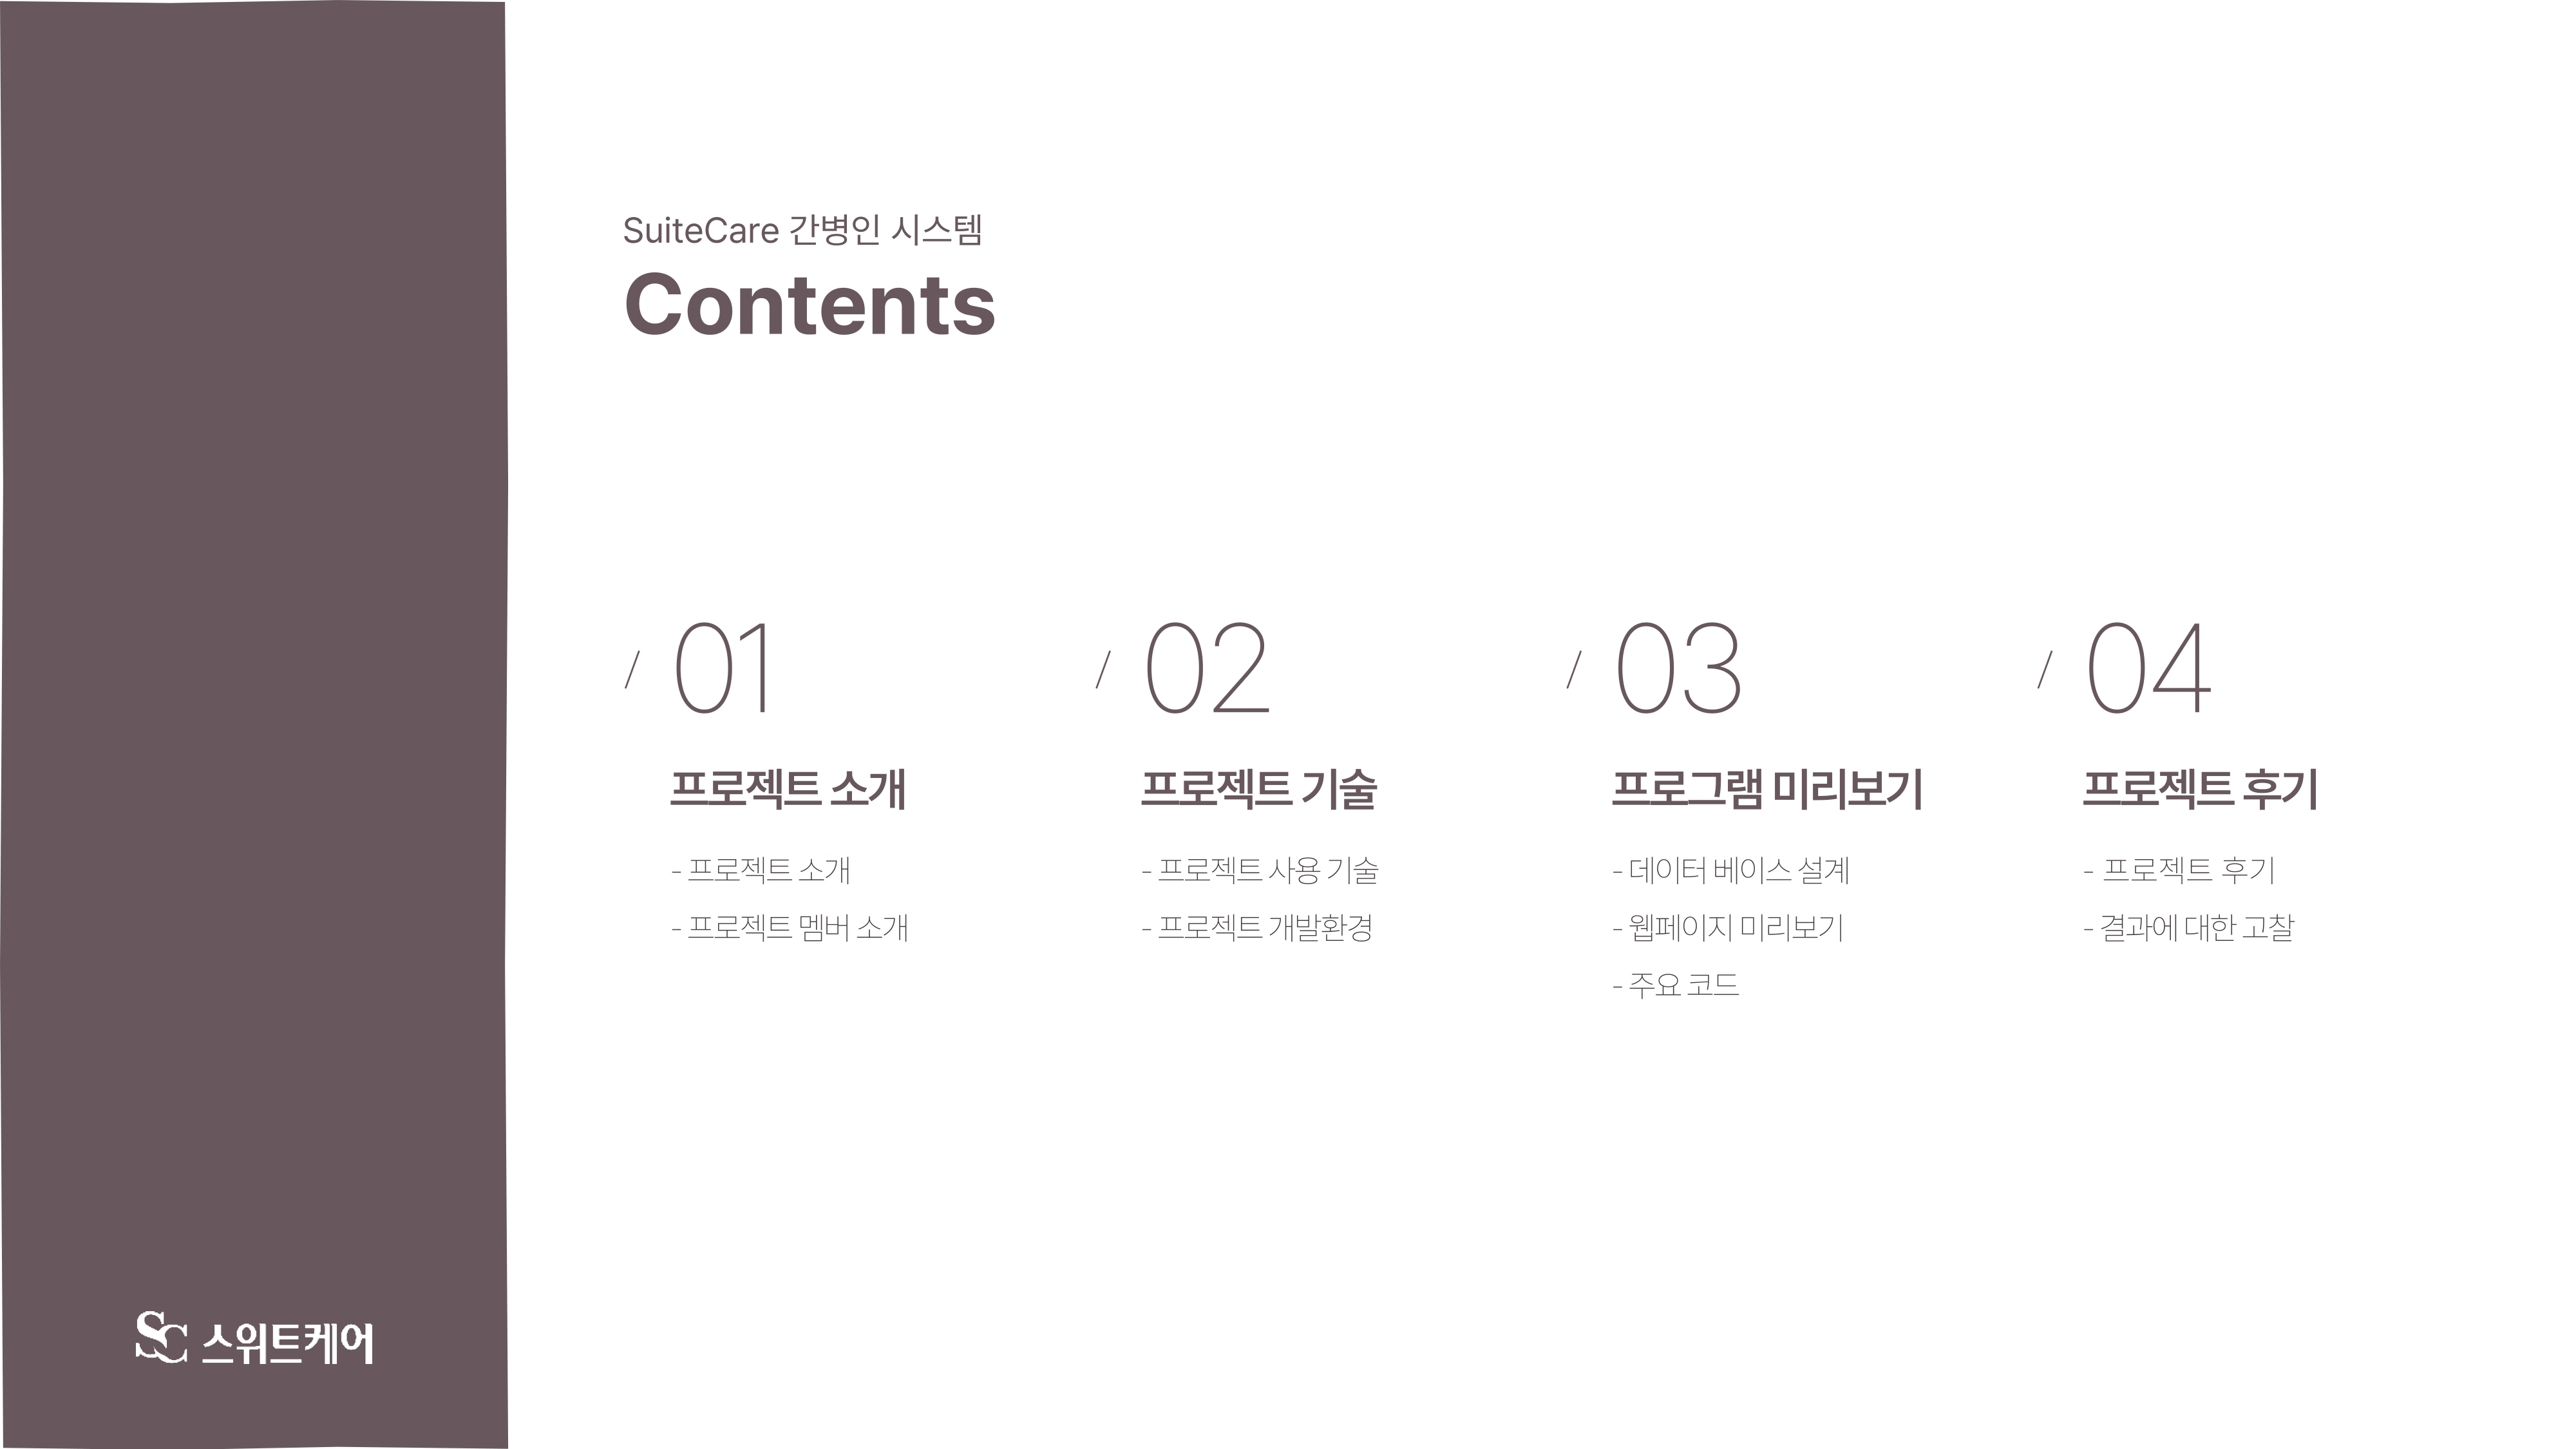 SuiteCare 간병인 시스템
Contents
/ 01
프로젝트 소개
- 프로젝트 소개
- 프로젝트 멤버 소개
/ 02
프로젝트 기술
- 프로젝트 사용 기술
- 프로젝트 개발환경
/ 03
프로그램 미리보기
- 데이터 베이스 설계
- 웹페이지 미리보기
- 주요 코드
/ 04
프로젝트 후기
- 프로젝트 후기
- 결과에 대한 고찰
SC 스위트케어